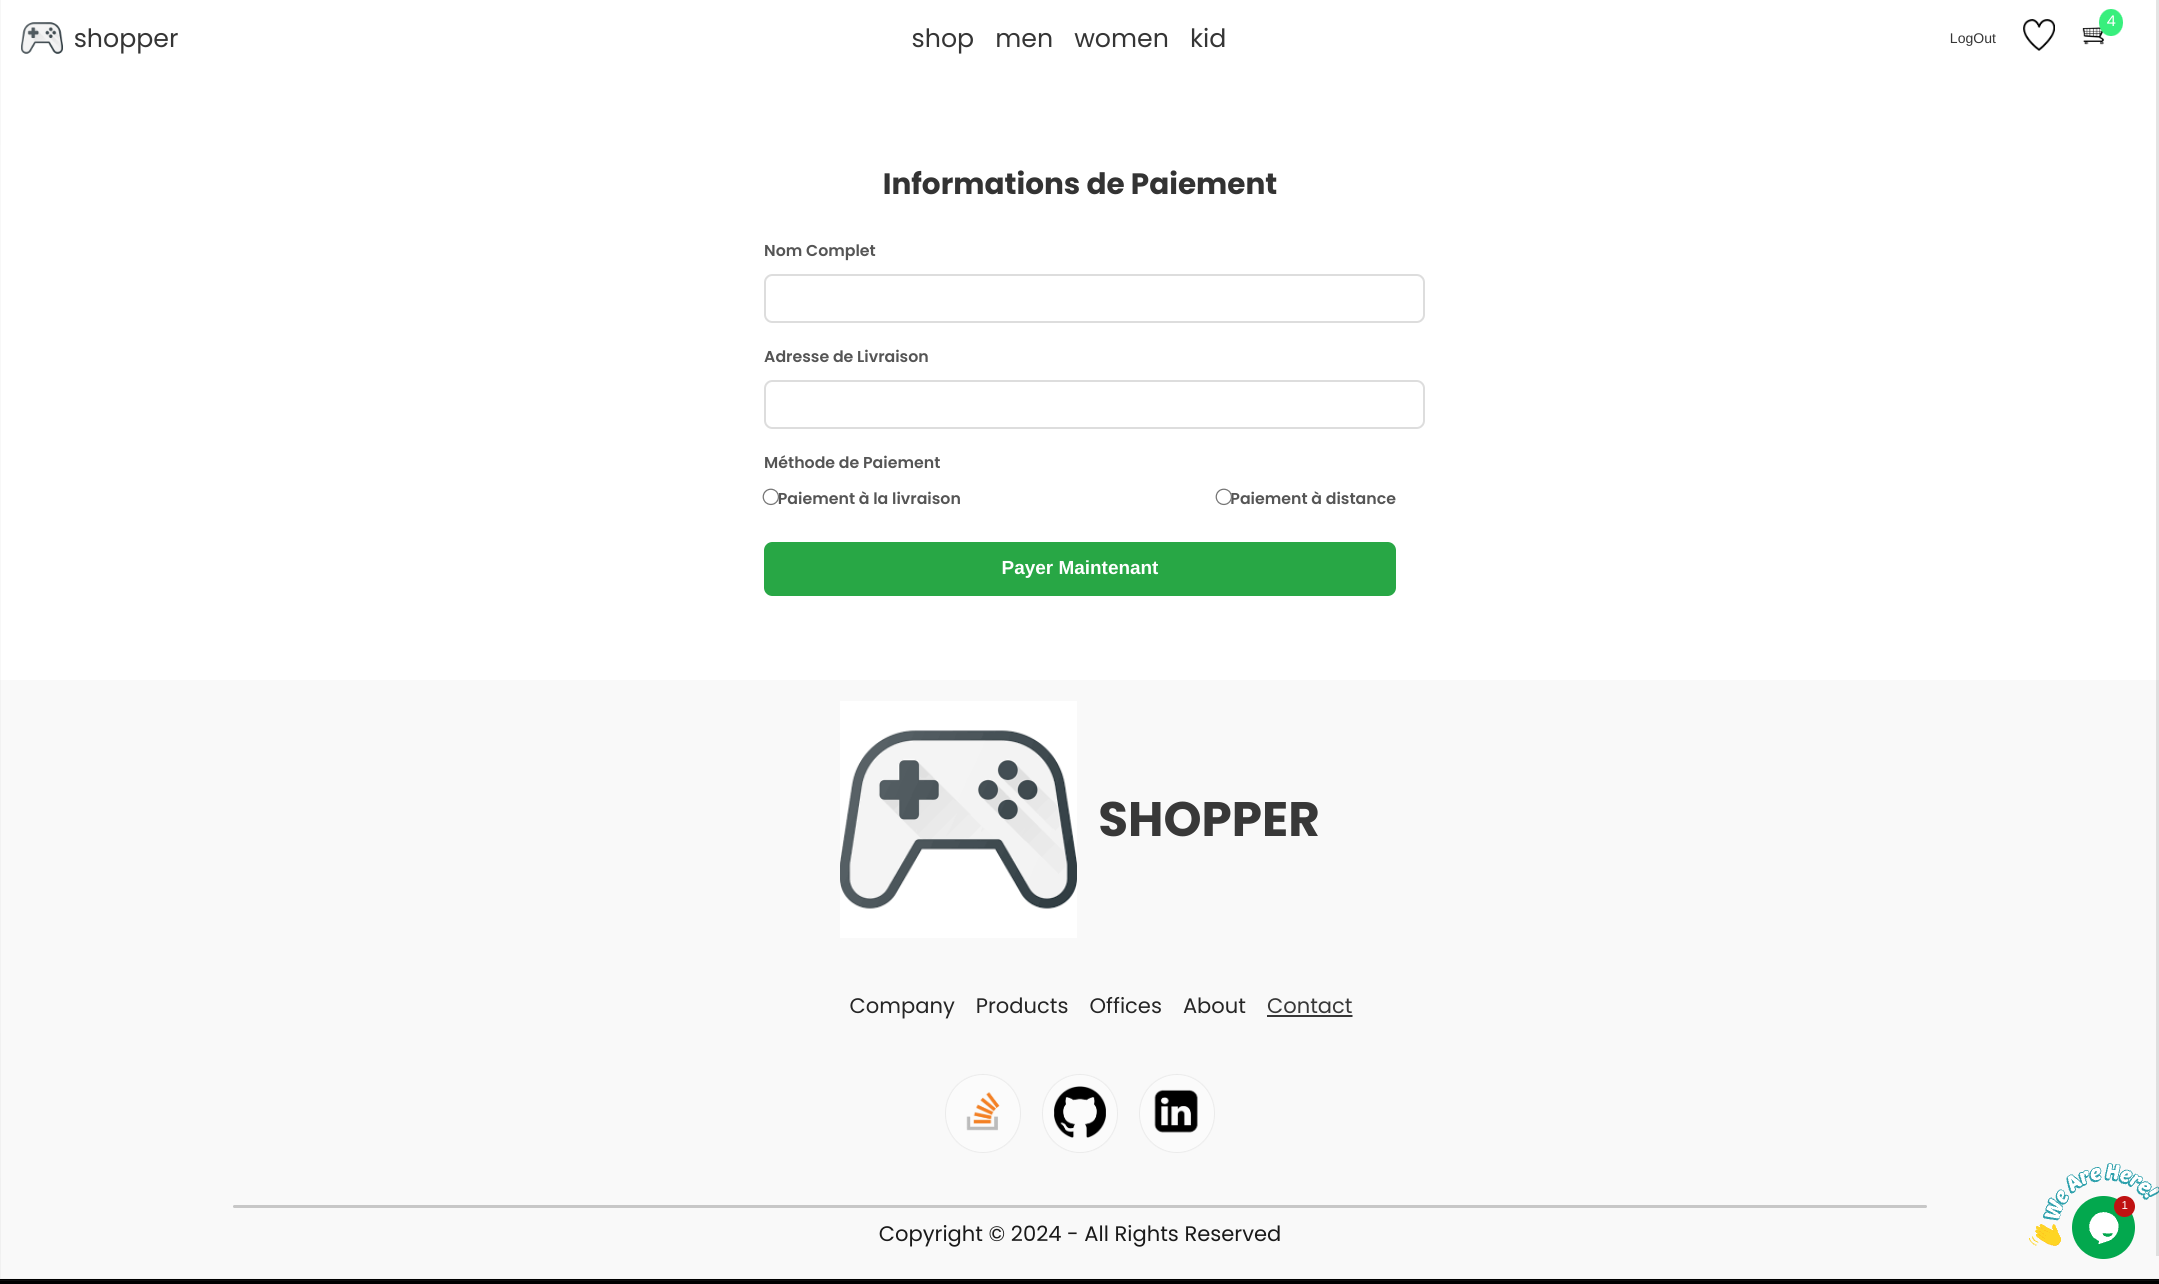 shopper
shop men women kid
LogOut
4
Informations de Paiement
Nom Complet
Adresse de Livraison
Méthode de Paiement
Paiement à la livraison
Paiement à distance
Payer Maintenant
SHOPPER
Company Products Offices About Contact
in
We Are Here!
1
Copyright © 2024 - All Rights Reserved